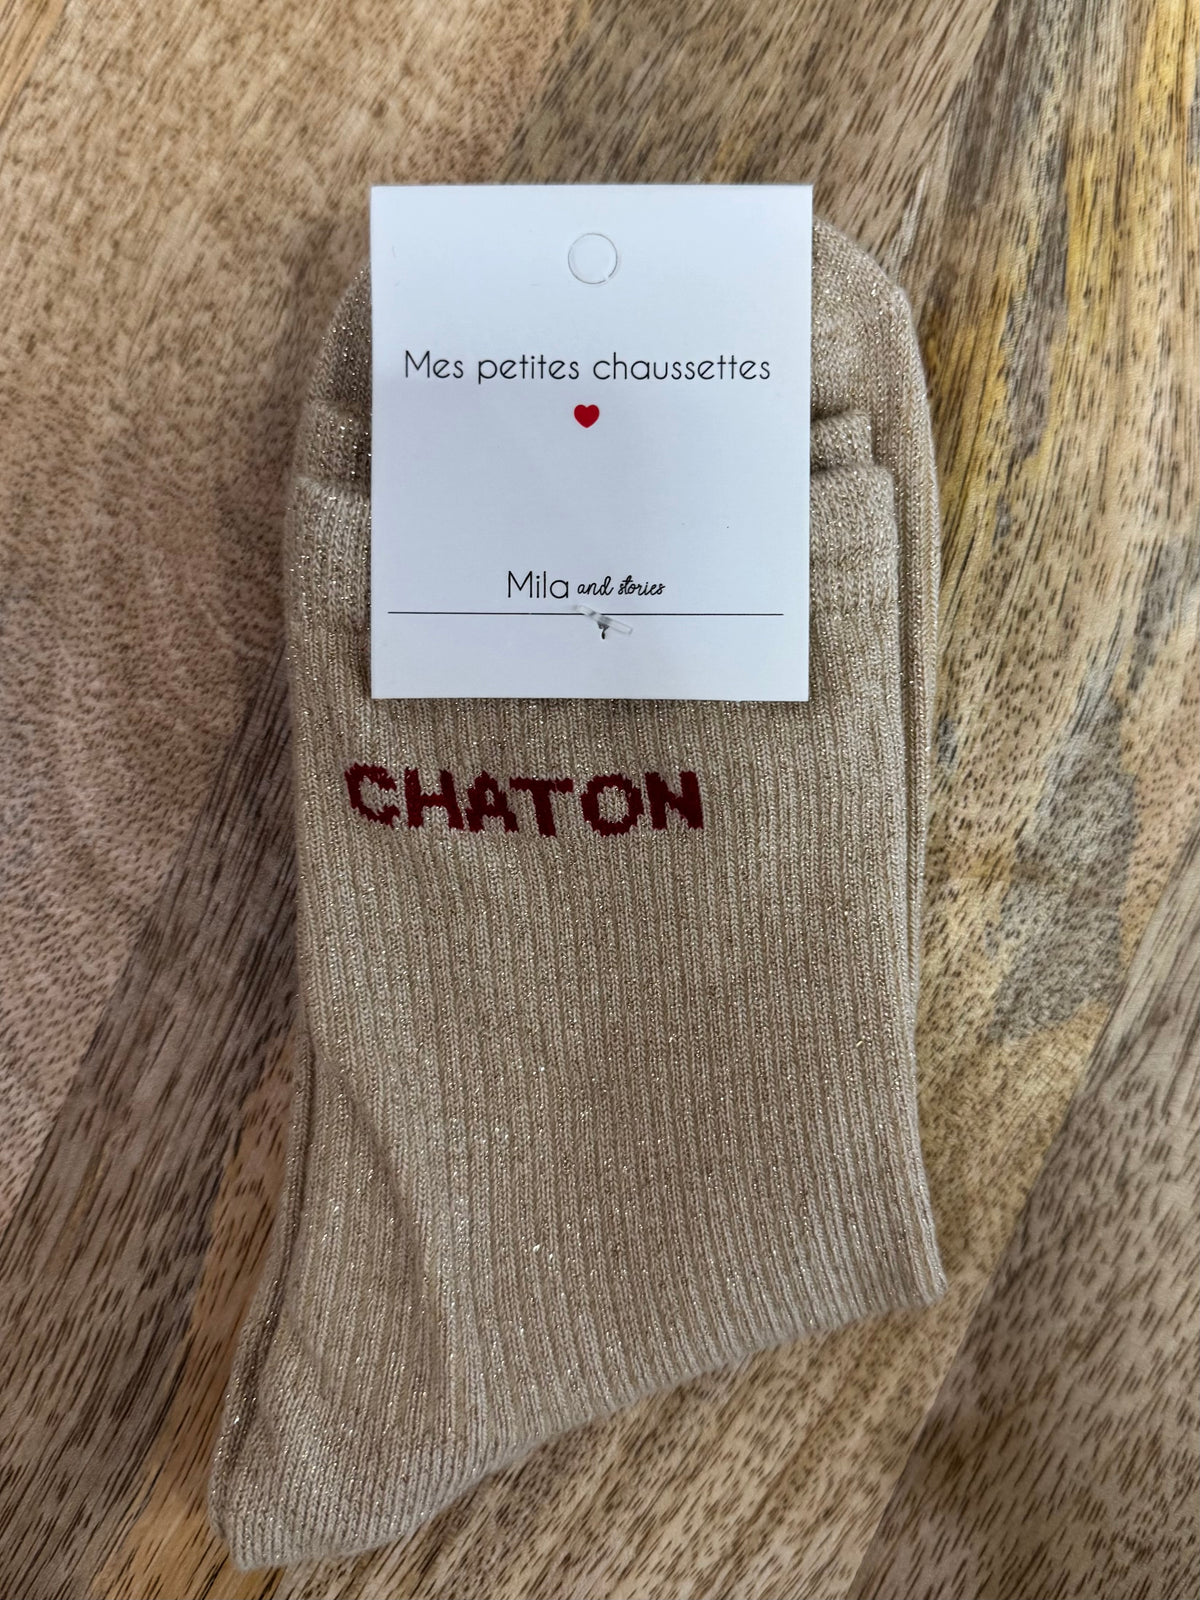 Mes petites chaussettes
Mila and stories
CHATON